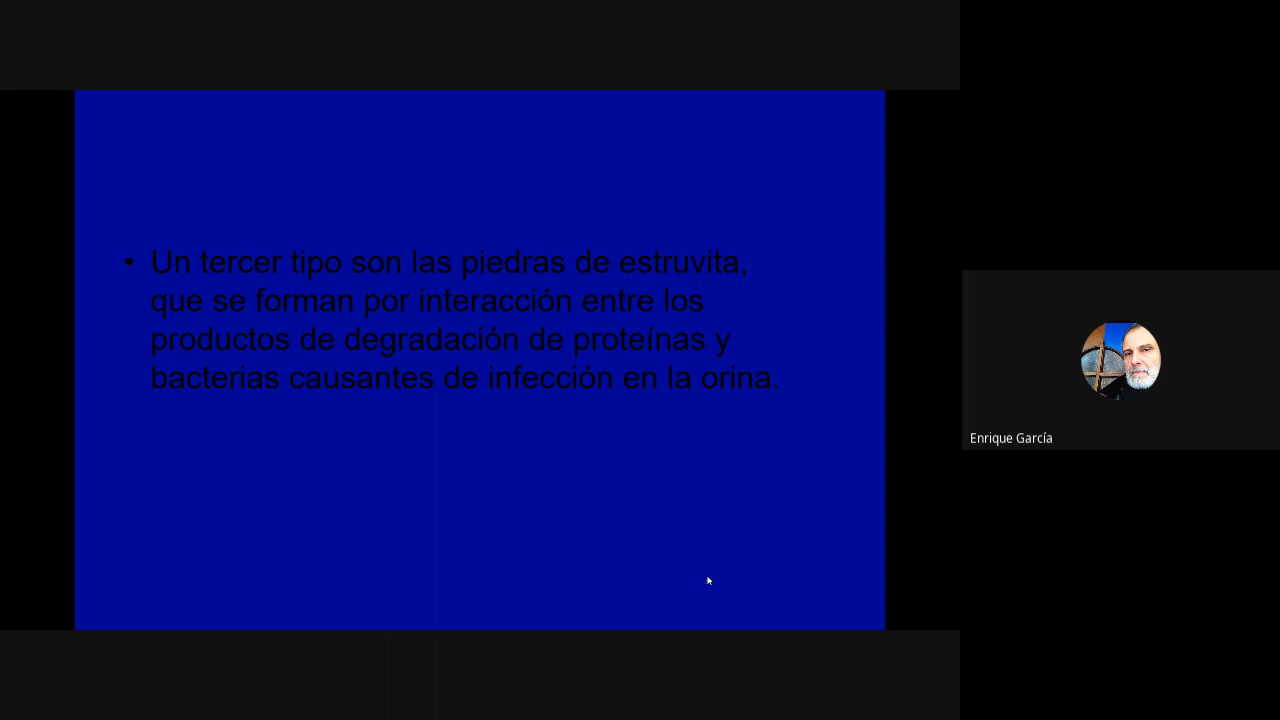 • Un tercer tipo son las piedras de estruvita,
que se forman por interacción entre los
productos de degradación de proteínas y
bacterias causantes de infección en la orina.
Enrique García